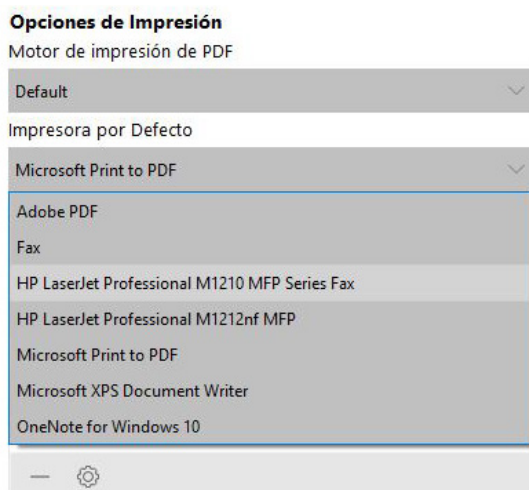 Opciones de Impresión
Motor de impresión de PDF
Default
Impresora por Defecto
Microsoft Print to PDF
Adobe PDF
Fax
HP LaserJet Professional M1210 MFP Series Fax
HP LaserJet Professional M1212nf MFP
Microsoft Print to PDF
Microsoft XPS Document Writer
OneNote for Windows 10